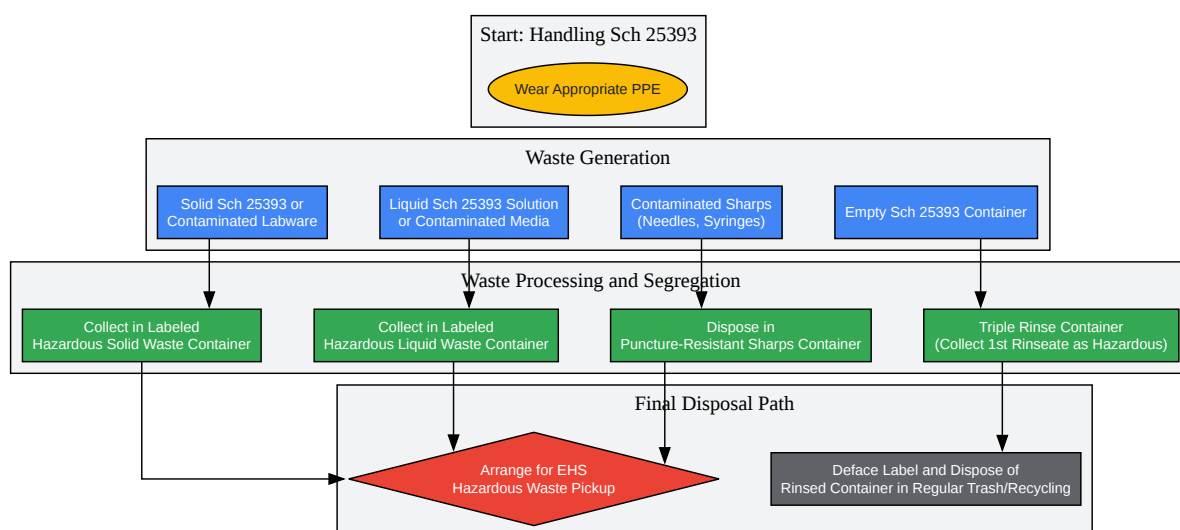 Start: Handling Sch 25393
Wear Appropriate PPE
Waste Generation
Solid Sch 25393 or
Contaminated Labware
Liquid Sch 25393 Solution
or Contaminated Media
Contaminated Sharps
(Needles, Syringes)
Empty Sch 25393 Container
Waste Processing and Segregation
Collect in Labeled
Hazardous Solid Waste Container
Collect in Labeled
Hazardous Liquid Waste Container
Dispose in
Puncture-Resistant Sharps Container
Triple Rinse Container
(Collect 1st Rinseate as Hazardous)
Final Disposal Path
Arrange for EHS
Hazardous Waste Pickup
Deface Label and Dispose of
Rinsed Container in Regular Trash/Recycling